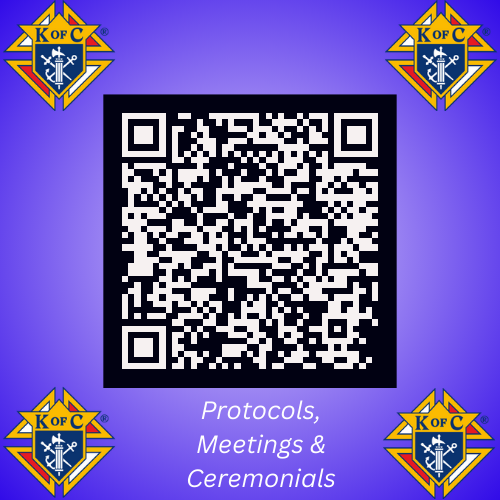 K OF C ®
K OF C ®
Protocols,
Meetings &
Ceremonials
K OF C ®
K OF C ®